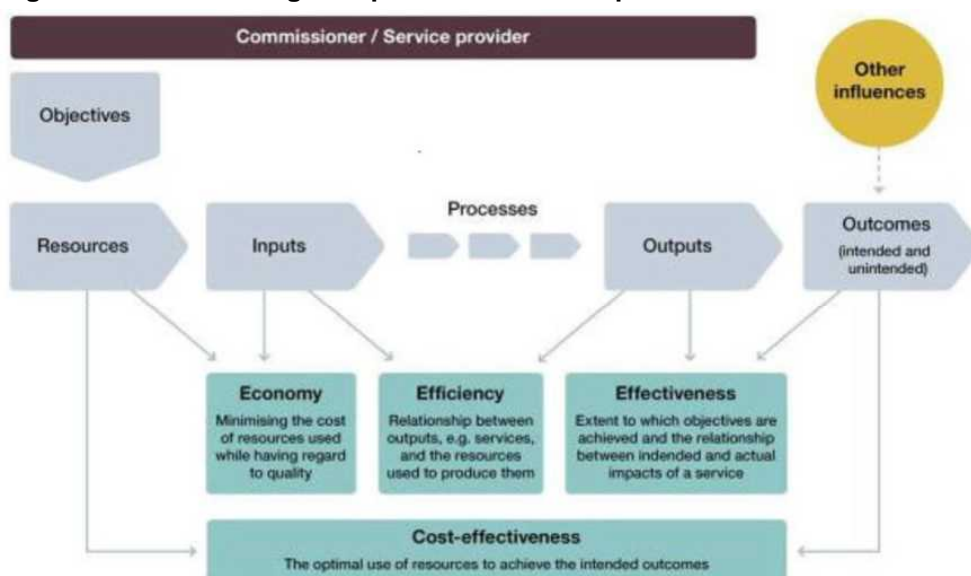 Commissioner / Service provider
Other
influences
Objectives
Resources
Inputs
Processes
Outputs
Outcomes
(intended and
unintended)
Economy
Minimising the cost
of resources used
while having regard
to quality
Efficiency
Relationship between
outputs, e.g. services,
and the resources
used to produce them
Effectiveness
Extent to which objectives are
achieved and the relationship
between indended and actual
impacts of a service
Cost-effectiveness
The optimal use of resources to achieve the intended outcomes